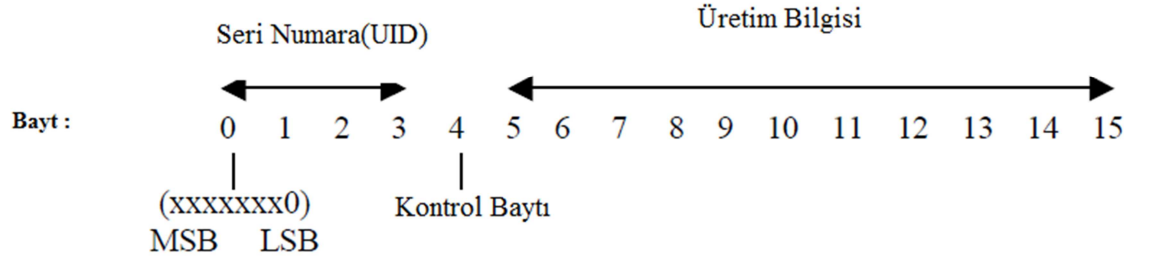 Üretim Bilgisi
Seri Numara(UID)
Bayt : 0 1 2 3 4 5 6 7 8 9 10 11 12 13 14 15
(xxxxxxx0) Kontrol Baytı
MSB LSB